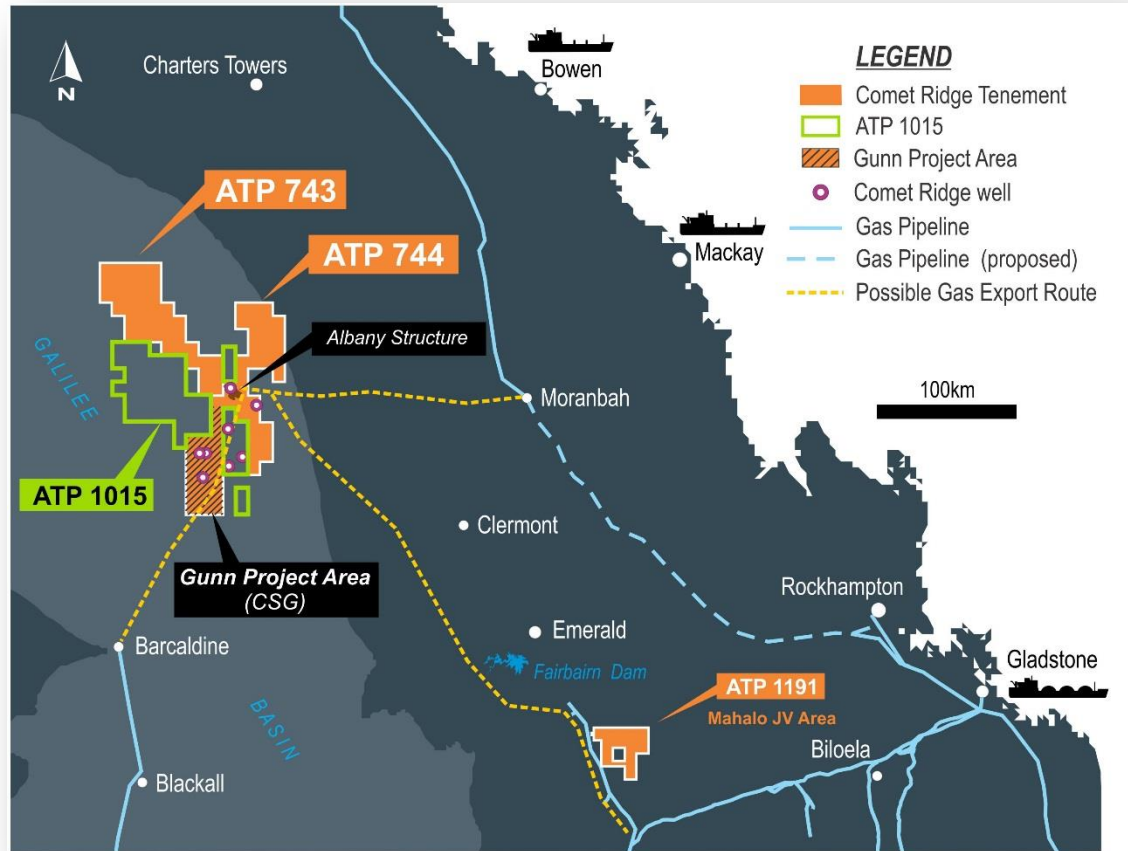 Bowen
Charters Towers
N
LEGEND
Comet Ridge Tenement
ATP 1015
Gunn Project Area
Comet Ridge well
Gas Pipeline
Gas Pipeline (proposed)
Possible Gas Export Route
ATP 743
Mackay
ATP 744
Albany Structure
GALILEE
100km
Moranbah
ATP 1015
Clermont
Gunn Project Area
(CSG)
Rockhampton
Emerald
Barcaldine
Fairbairn Dam
Gladstone
ATP 1191
Mahalo JV Area
BASIN
Biloela
Blackall